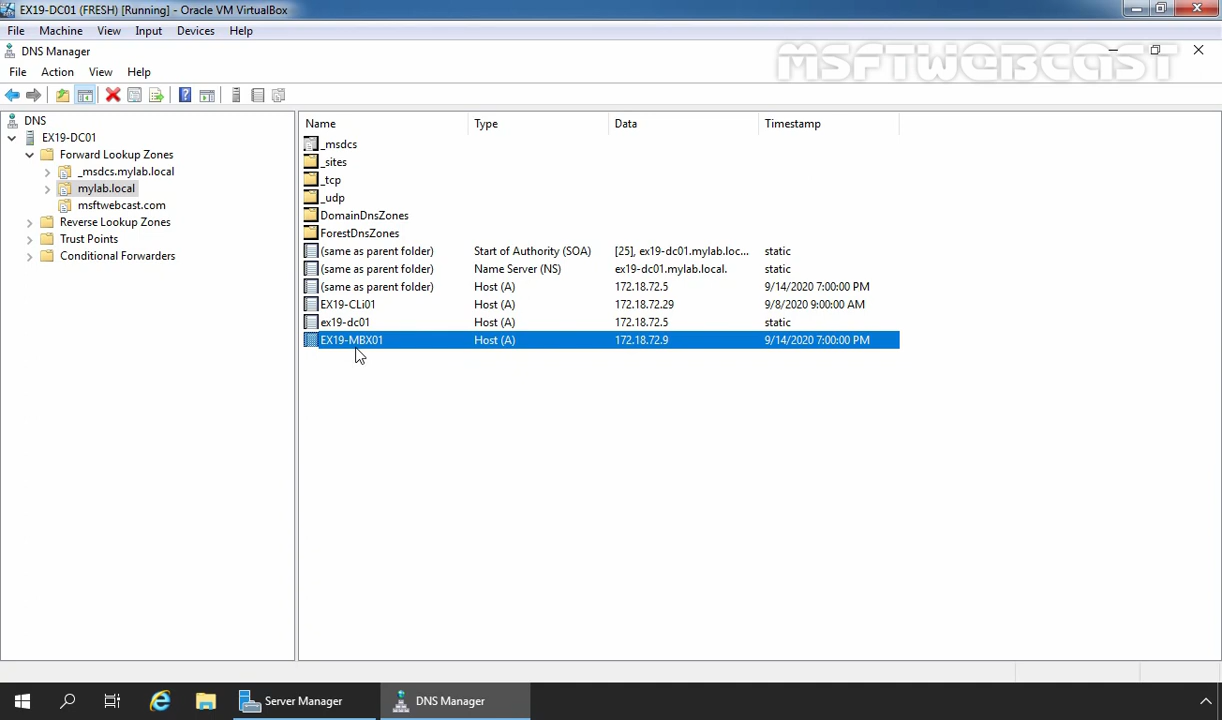 EX19-DC01 (FRESH) [Running] - Oracle VM VirtualBox
File Machine View Input Devices Help
DNS Manager
MSFTWEBCAST
File Action View Help
DNS
EX19-DC01
Forward Lookup Zones
_msdcs.mylab.local
mylab.local
msftwebcast.com
Reverse Lookup Zones
Trust Points
Conditional Forwarders
Name Type Data Timestamp
_msdcs
_sites
_tcp
_udp
DomainDnsZones
ForestDnsZones
(same as parent folder) Start of Authority (SOA) [25], ex19-dc01.mylab.loc... static
(same as parent folder) Name Server (NS) ex19-dc01.mylab.local. static
(same as parent folder) Host (A) 172.18.72.5 9/14/2020 7:00:00 PM
EX19-CLi01 Host (A) 172.18.72.29 9/8/2020 9:00:00 AM
ex19-dc01 Host (A) 172.18.72.5 static
EX19-MBX01 Host (A) 172.18.72.9 9/14/2020 7:00:00 PM
Server Manager DNS Manager